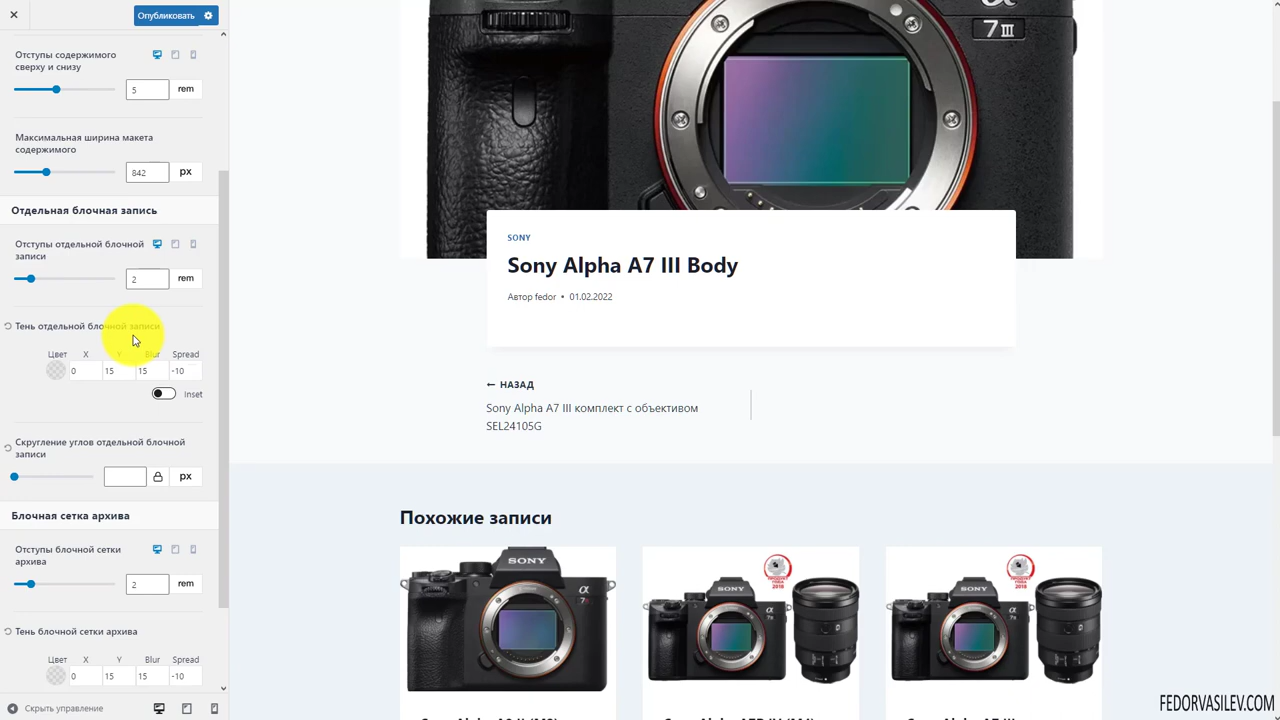 Опубликовать
Отступы содержимого
сверху и снизу
5 rem
Максимальная ширина макета
содержимого
842 px
Отдельная блочная запись
Отступы отдельной блочной
записи
2 rem
Тень отдельной блочной записи
Цвет X Y Blur Spread
0 15 15 -10
Inset
Скругление углов отдельной блочной
записи
px
Блочная сетка архива
Отступы блочной сетки
архива
2 rem
Тень блочной сетки архива
Цвет X Y Blur Spread
0 15 15 -10
Скрыть управление
α
7III
SONY
Sony Alpha A7 III Body
Автор fedor • 01.02.2022
← НАЗАД
Sony Alpha A7 III комплект с объективом
SEL24105G
Похожие записи
SONY
α
SONY
α
2018
SONY
α
2018
FEDORVASILEV.COM